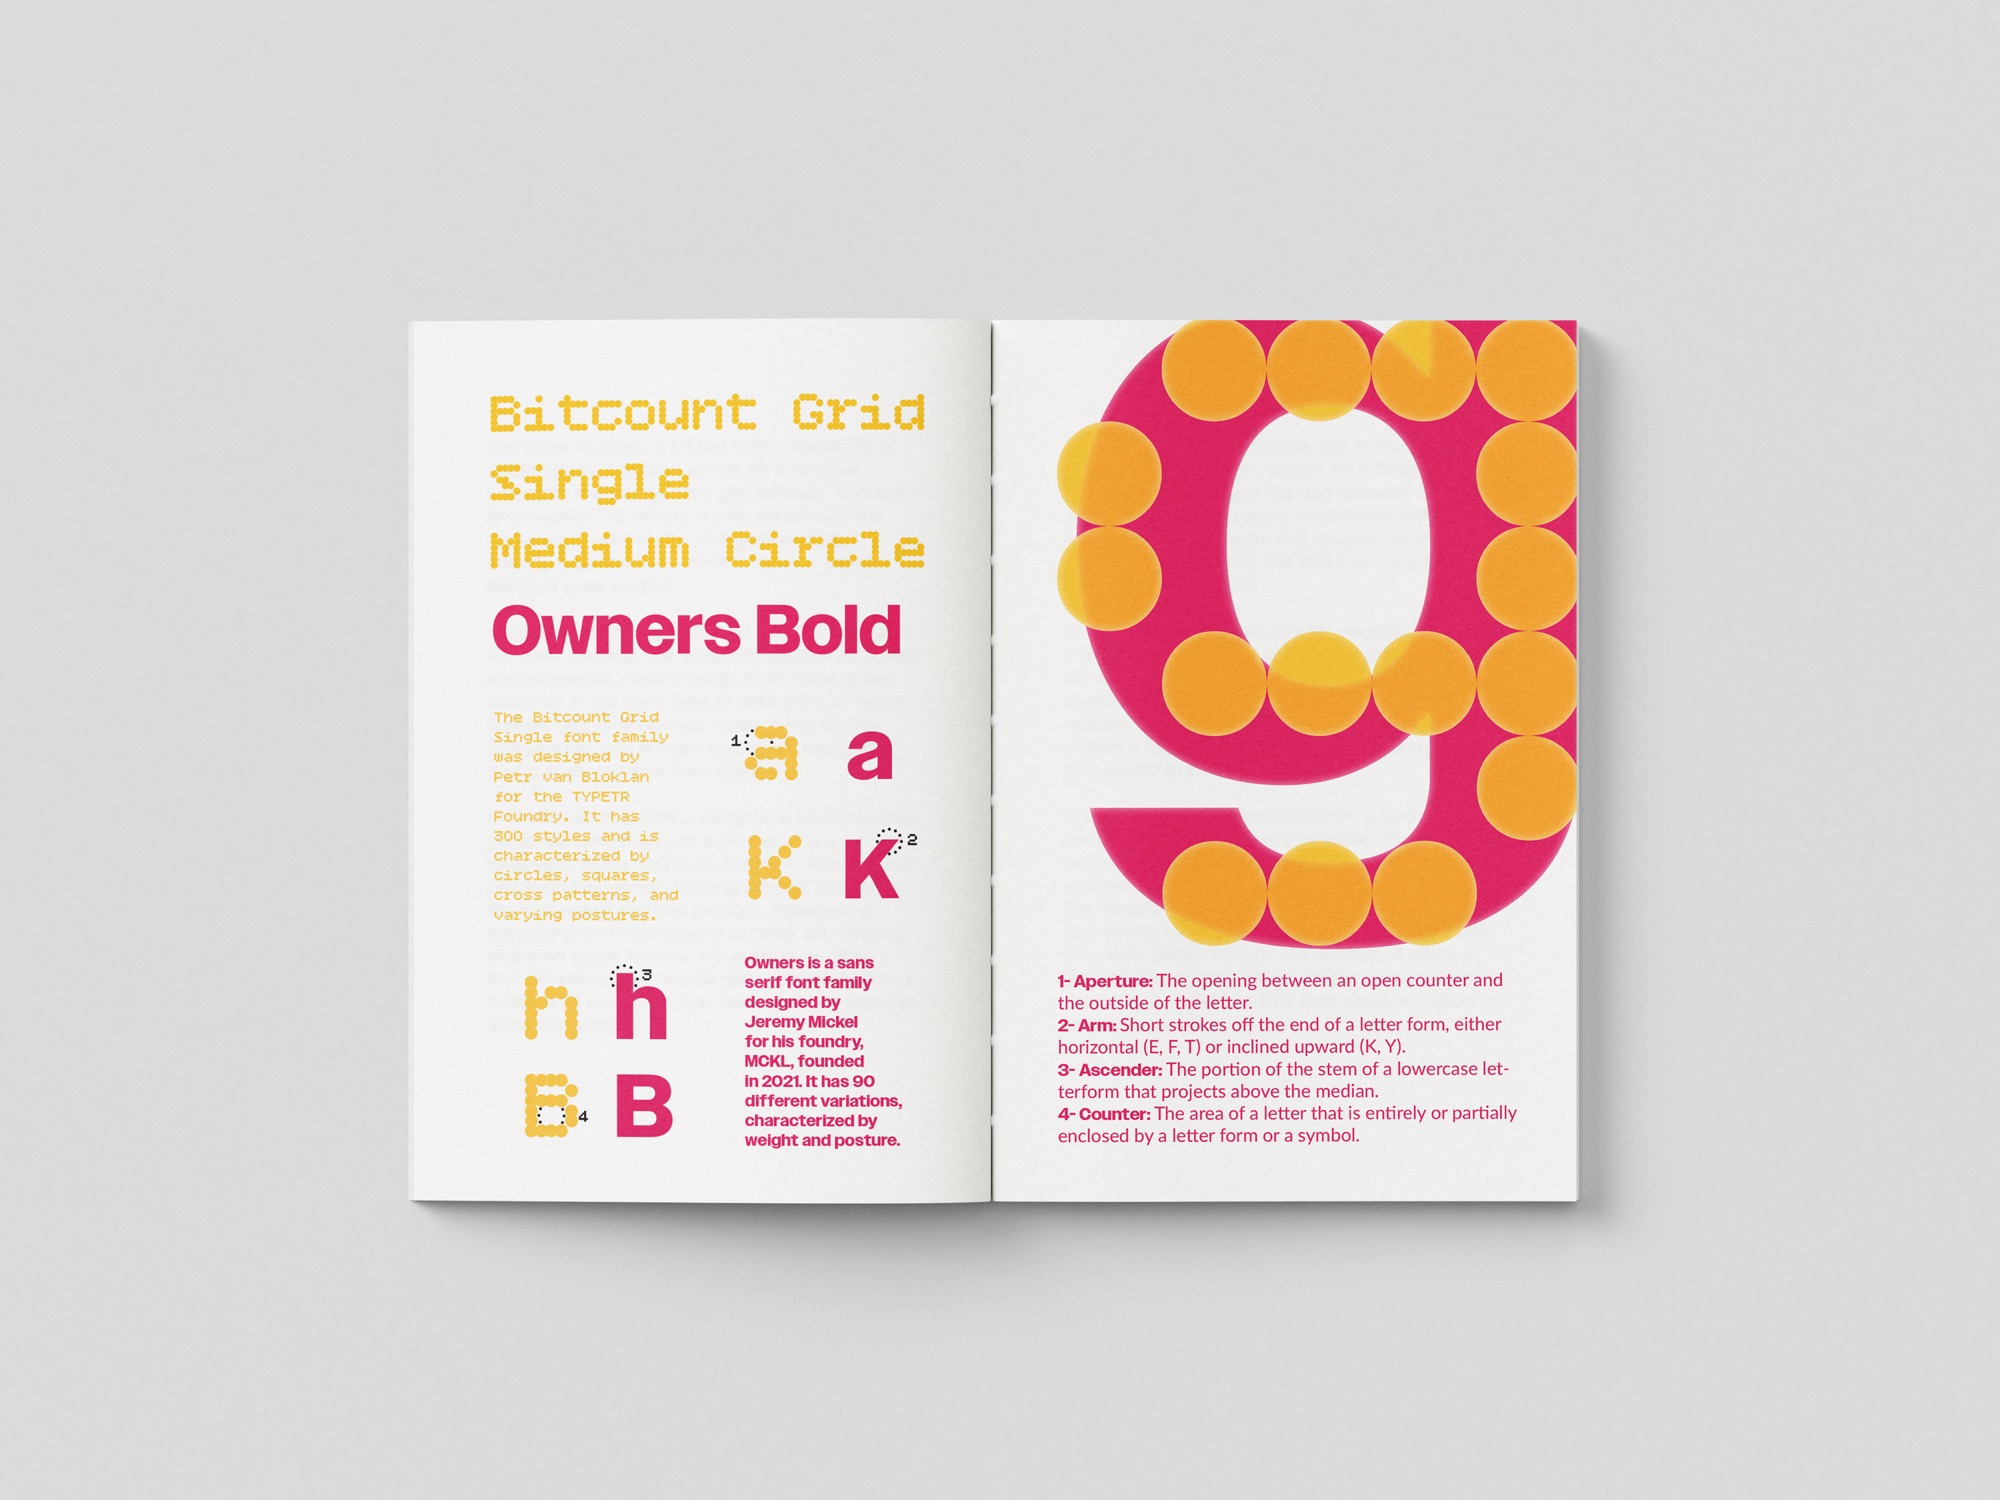 Bitcount Grid
Single
Medium Circle
Owners Bold
The Bitcount Grid
Single font family
was designed by
Petr van Bloklan
for the TYPETR
Foundry. It has
300 styles and is
characterized by
circles, squares,
cross patterns, and
varying postures.
1 a a
K K 2
h h 3
B 4 B
Owners is a sans
serif font family
designed by
Jeremy Mickel
for his foundry,
MCKL, founded
in 2021. It has 90
different variations,
characterized by
weight and posture.
g
1- Aperture: The opening between an open counter and
the outside of the letter.
2- Arm: Short strokes off the end of a letter form, either
horizontal (E, F, T) or inclined upward (K, Y).
3- Ascender: The portion of the stem of a lowercase let-
terform that projects above the median.
4- Counter: The area of a letter that is entirely or partially
enclosed by a letter form or a symbol.